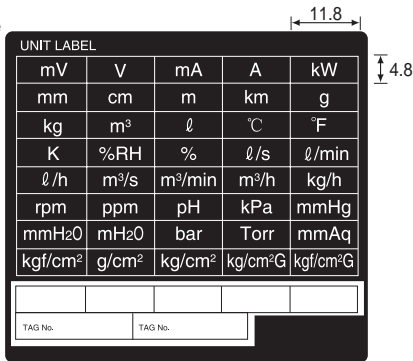 11.8
UNIT LABEL
4.8
mV V mA A kW
mm cm m km g
kg m³ ℓ ℃ °F
K %RH % ℓ/s ℓ/min
ℓ/h m³/s m³/min m³/h kg/h
rpm ppm pH kPa mmHg
mmH2O mH2O bar Torr mmAq
kgf/cm² g/cm² kg/cm² kg/cm²G kgf/cm²G
TAG No. TAG No.